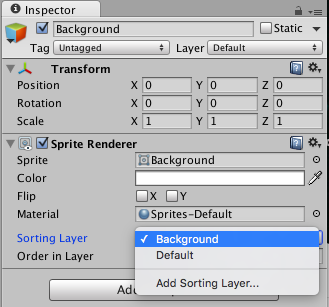 Inspector
Background Static
Tag Untagged Layer Default
Transform
Position X 0 Y 0 Z 0
Rotation X 0 Y 0 Z 0
Scale X 1 Y 1 Z 1
Sprite Renderer
Sprite Background
Color
Flip X Y
Material Sprites-Default
Sorting Layer Background
Order in Layer Default
Add Sorting Layer...
Add